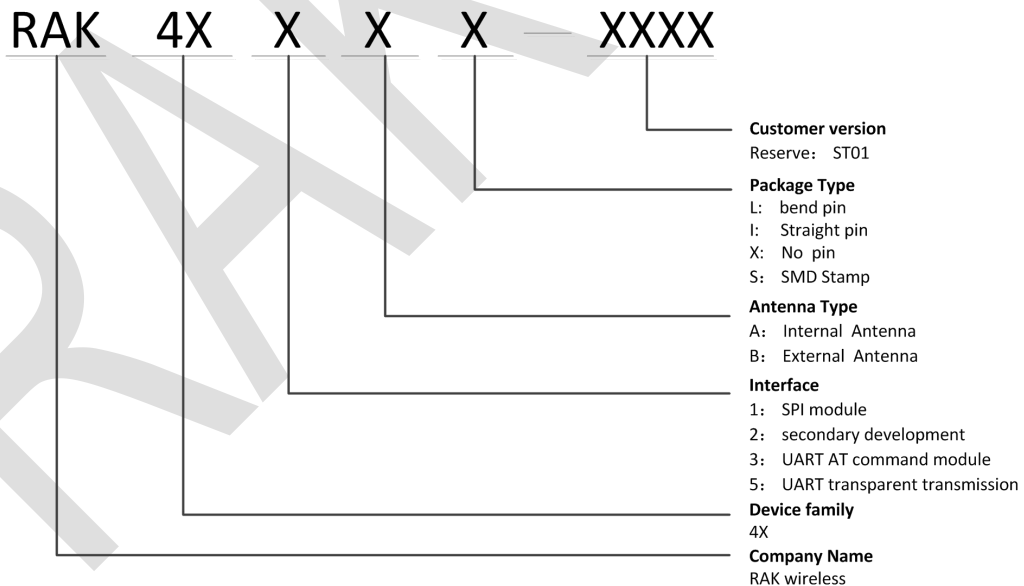 RAK 4X X X X — XXXX
Customer version
Reserve： ST01
Package Type
L: bend pin
I: Straight pin
X: No pin
S: SMD Stamp
Antenna Type
A: Internal Antenna
B: External Antenna
Interface
1: SPI module
2: secondary development
3: UART AT command module
5: UART transparent transmission
Device family
4X
Company Name
RAK wireless